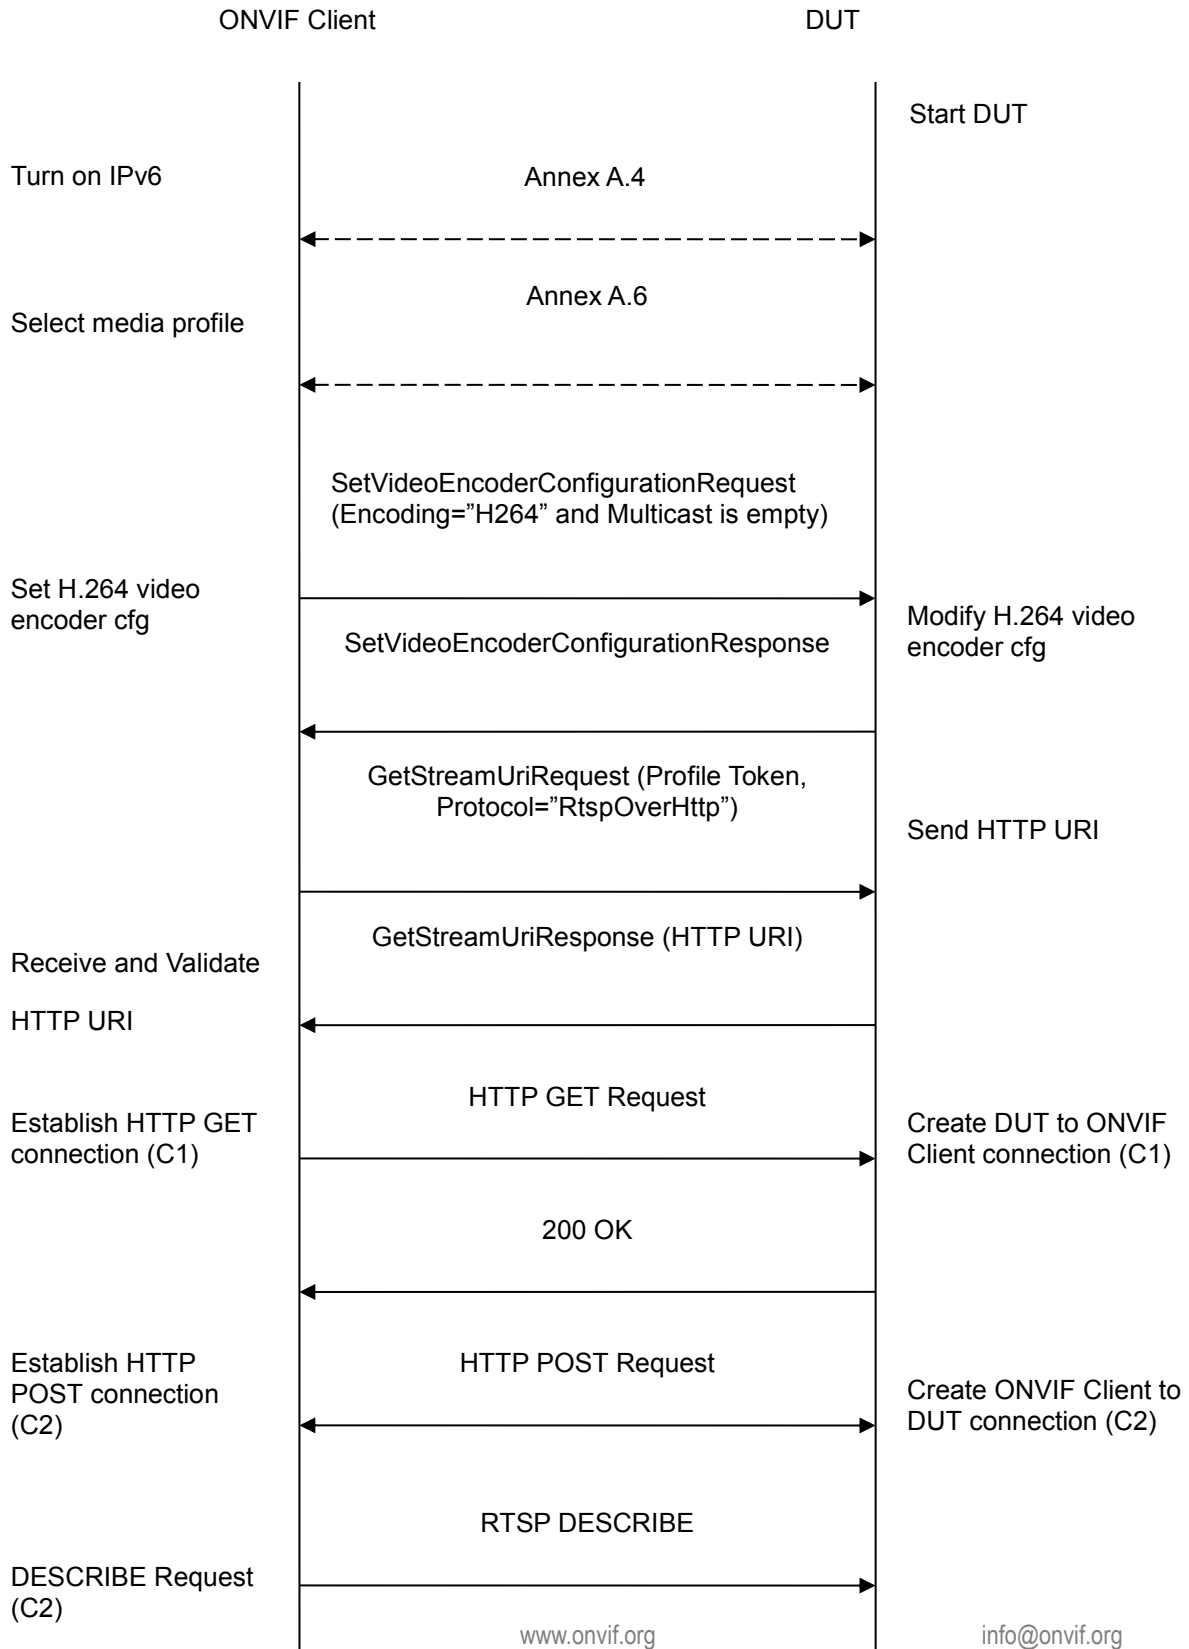 ONVIF Client
DUT
Start DUT
Turn on IPv6
Annex A.4
Annex A.6
Select media profile
SetVideoEncoderConfigurationRequest
(Encoding=”H264” and Multicast is empty)
Set H.264 video
encoder cfg
Modify H.264 video
encoder cfg
SetVideoEncoderConfigurationResponse
GetStreamUriRequest (Profile Token,
Protocol=”RtspOverHttp”)
Send HTTP URI
GetStreamUriResponse (HTTP URI)
Receive and Validate
HTTP URI
HTTP GET Request
Establish HTTP GET
connection (C1)
Create DUT to ONVIF
Client connection (C1)
200 OK
Establish HTTP
POST connection
(C2)
HTTP POST Request
Create ONVIF Client to
DUT connection (C2)
RTSP DESCRIBE
DESCRIBE Request
(C2)
www.onvif.org
info@onvif.org